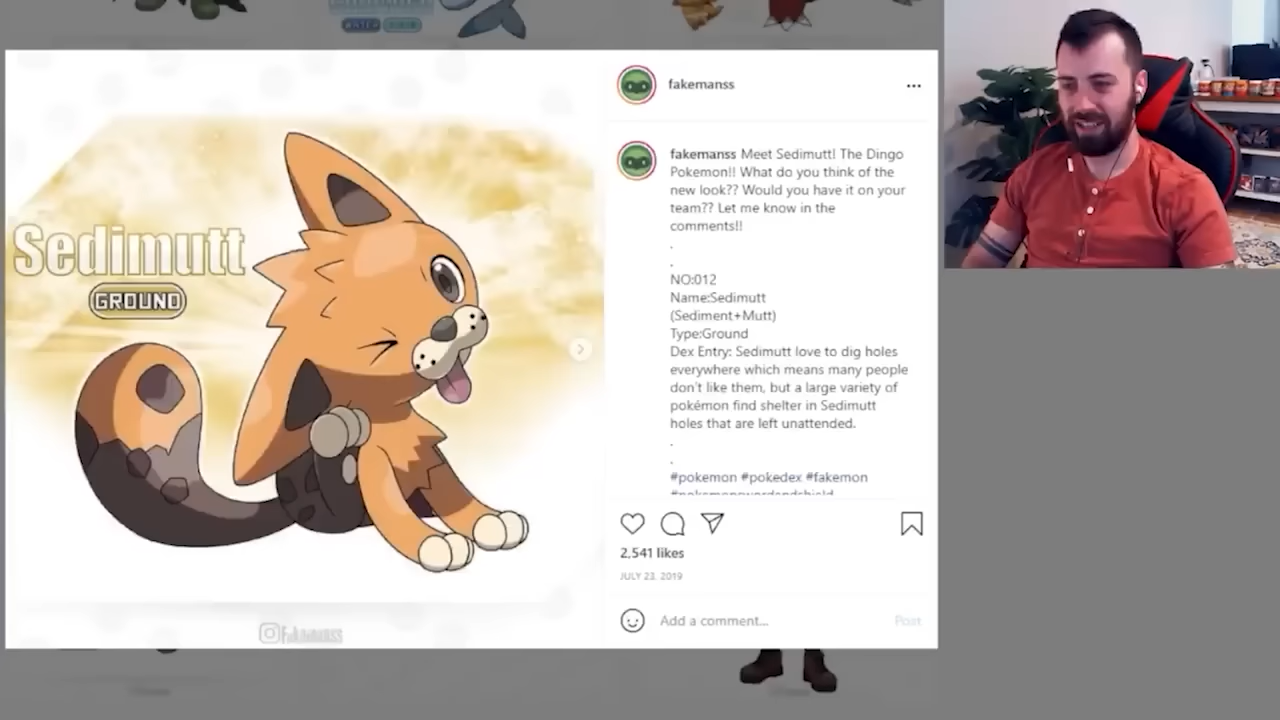 Sedimutt
GROUND
Fakemanss
fakemanss
fakemanss Meet Sedimutt! The Dingo
Pokemon!! What do you think of the
new look?? Would you have it on your
team?? Let me know in the
comments!!
.
.
NO:012
Name:Sedimutt
(Sediment+Mutt)
Type:Ground
Dex Entry: Sedimutt love to dig holes
everywhere which means many people
don't like them, but a large variety of
pokémon find shelter in Sedimutt
holes that are left unattended.
.
.
#pokemon #pokedex #fakemon
#pokemonswordandshield
2,541 likes
JULY 23, 2019
Add a comment...
Post